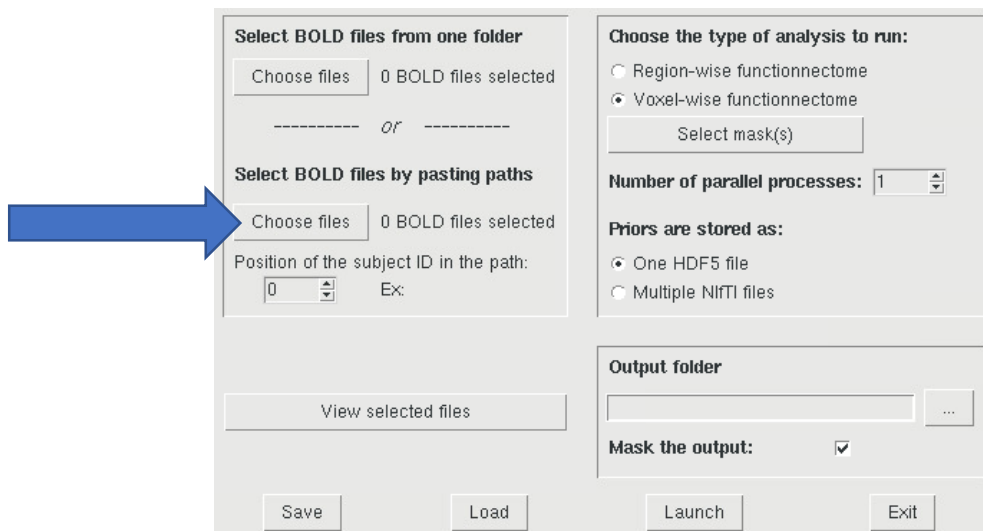 Select BOLD files from one folder
Choose files 0 BOLD files selected
---------- or ----------
Select BOLD files by pasting paths
Choose files 0 BOLD files selected
Position of the subject ID in the path:
0 Ex:
View selected files
Choose the type of analysis to run:
Region-wise functionnectome
Voxel-wise functionnectome
Select mask(s)
Number of parallel processes: 1
Priors are stored as:
One HDF5 file
Multiple NIfTI files
Output folder
...
Mask the output:
Save Load Launch Exit